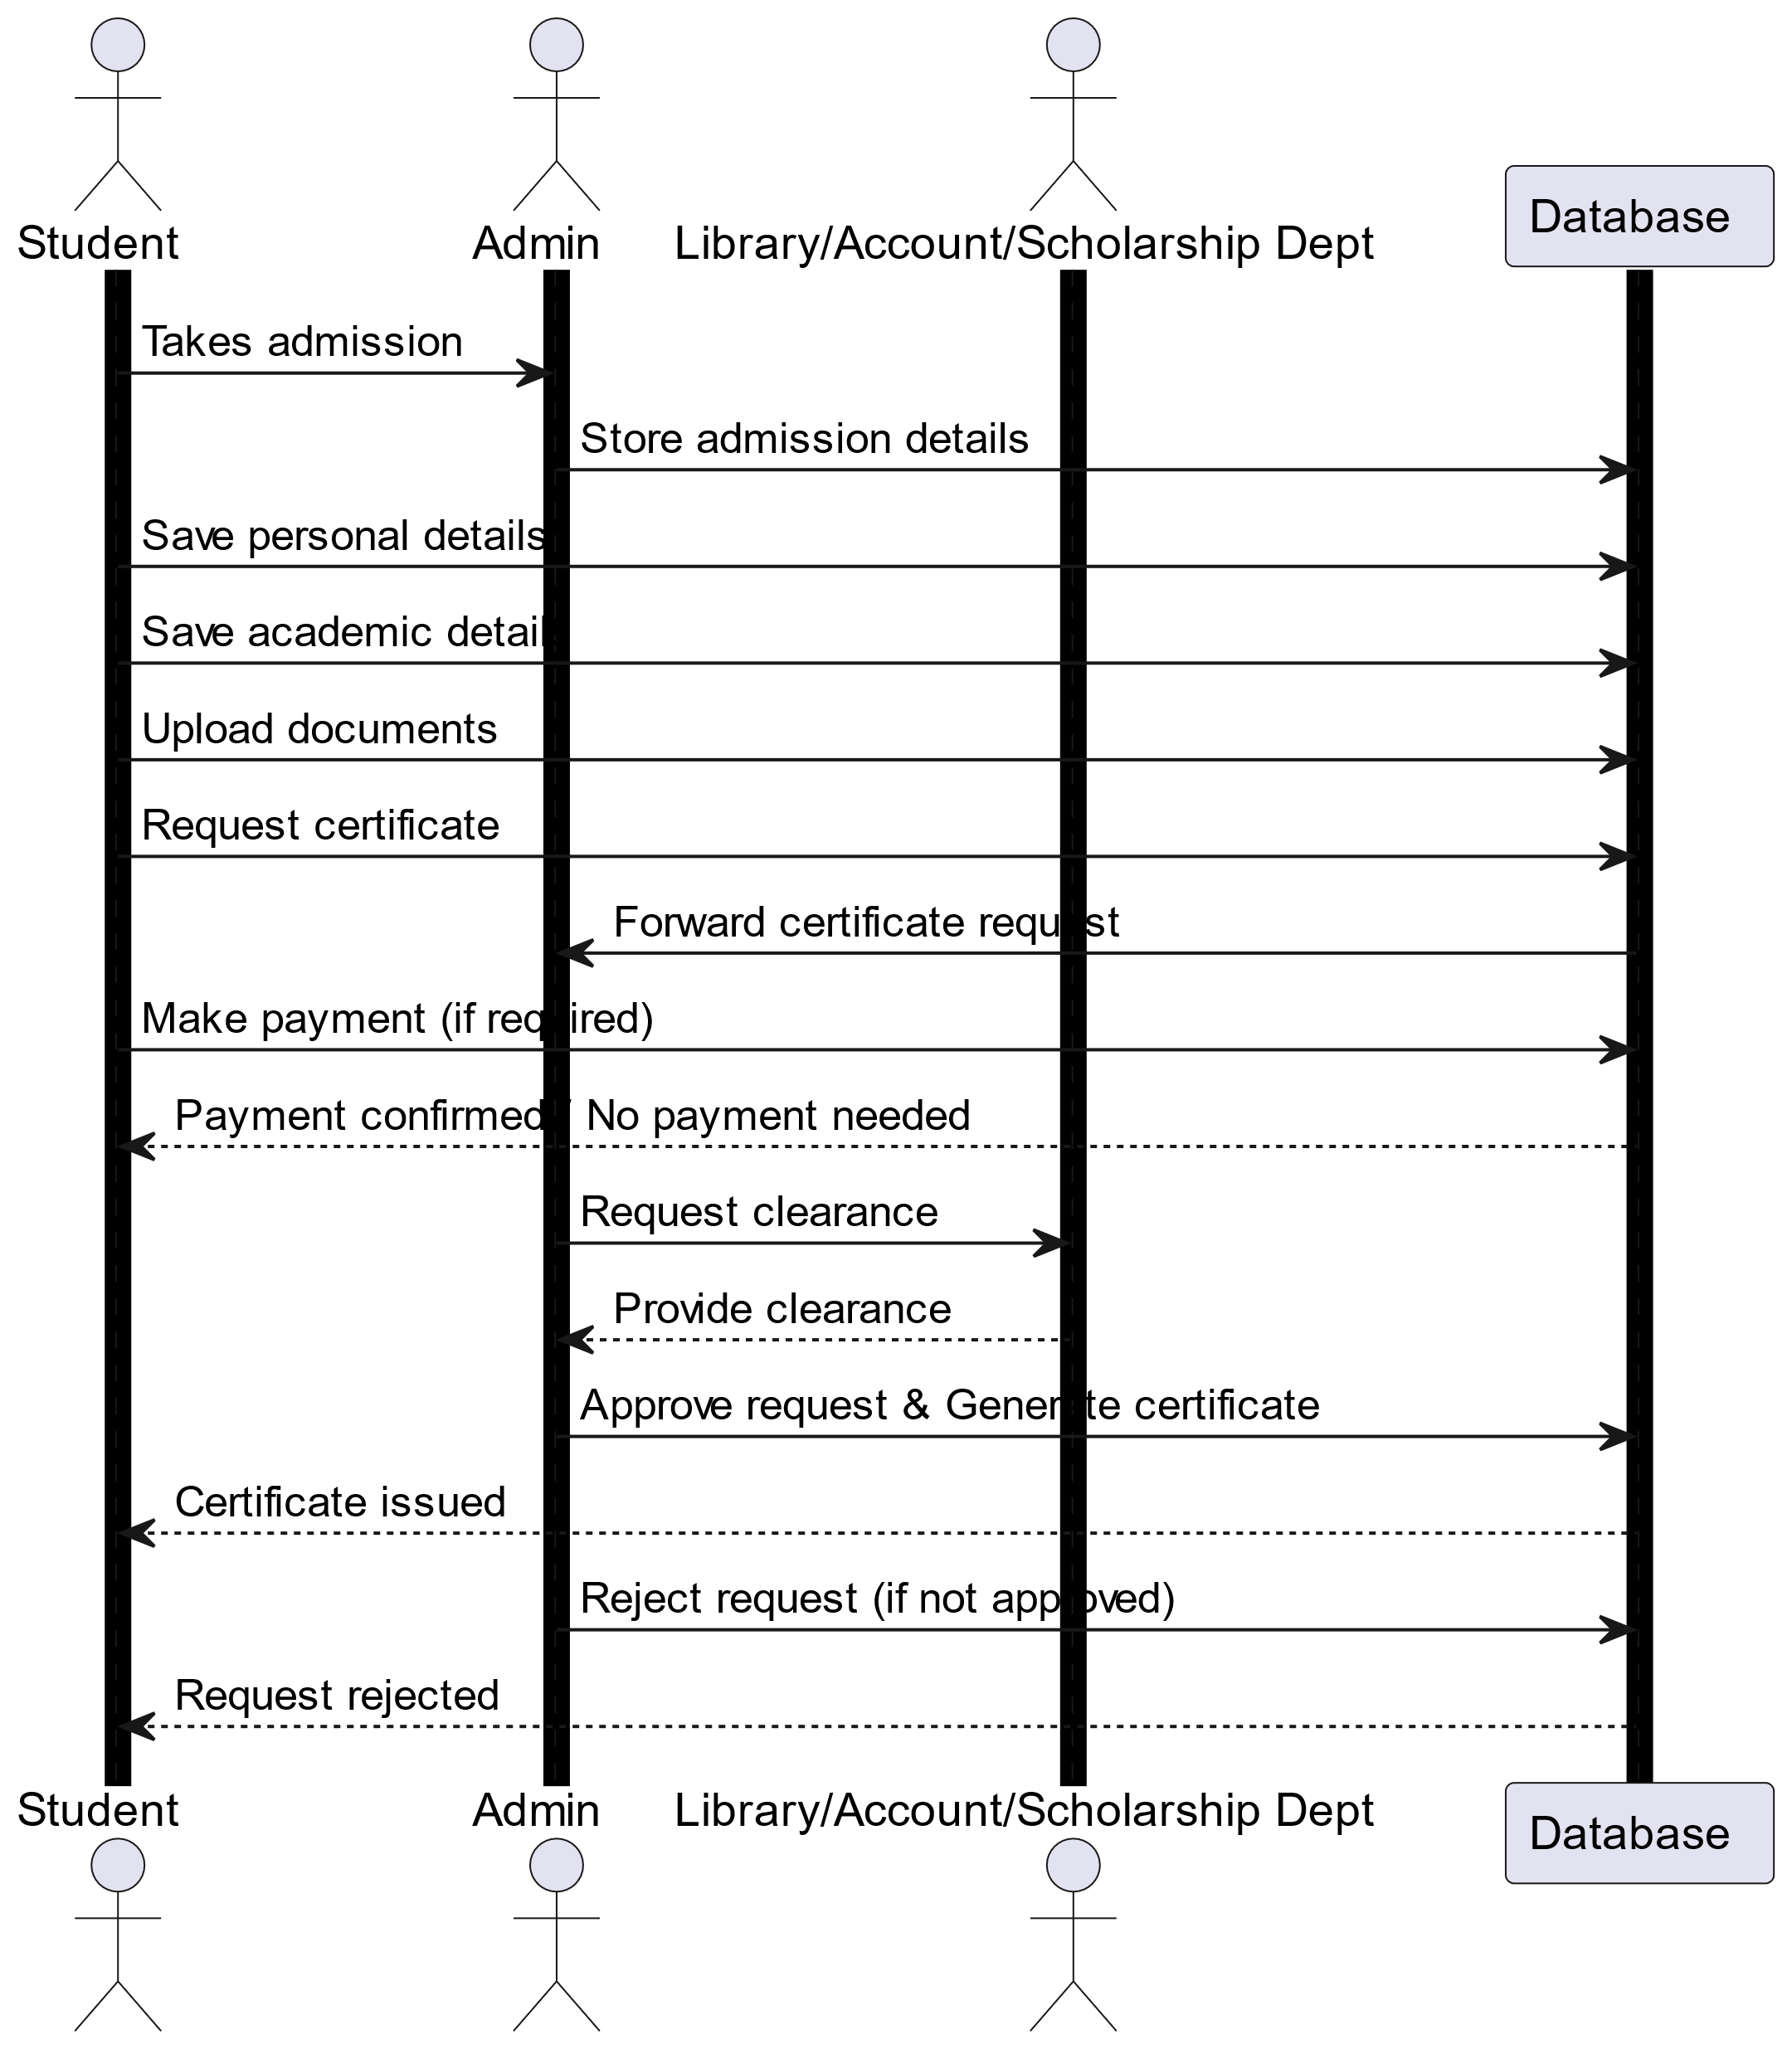 Student
Admin
Library/Account/Scholarship Dept
Database
Takes admission
Store admission details
Save personal details
Save academic detail
Upload documents
Request certificate
Forward certificate request
Make payment (if required)
Payment confirmed / No payment needed
Request clearance
Provide clearance
Approve request & Generate certificate
Certificate issued
Reject request (if not approved)
Request rejected
Student
Admin
Library/Account/Scholarship Dept
Database